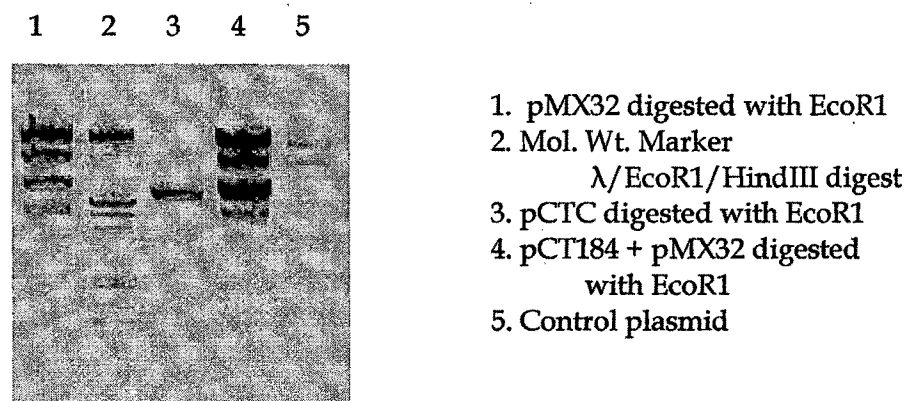 1 2 3 4 5
1. pMX32 digested with EcoR1
2. Mol. Wt. Marker
λ/EcoR1/HindIII digest
3. pCTC digested with EcoR1
4. pCT184 + pMX32 digested
with EcoR1
5. Control plasmid